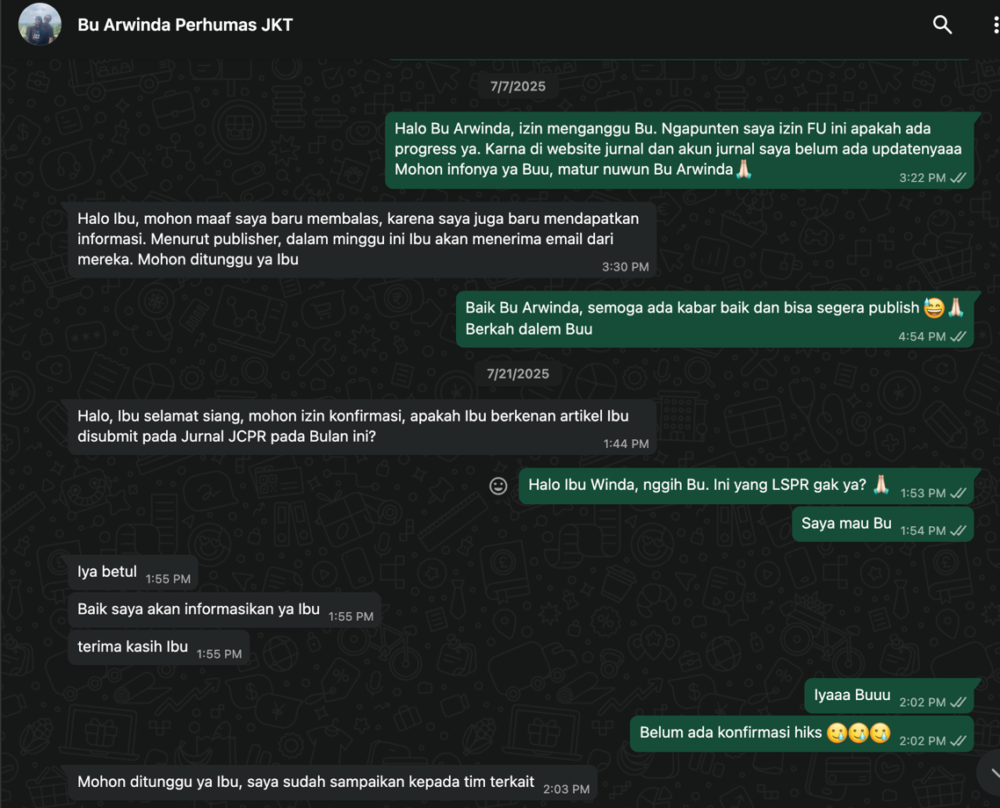 Bu Arwinda Perhumas JKT
7/7/2025
Halo Bu Arwinda, izin menganggu Bu. Ngapunten saya izin FU ini apakah ada
progress ya. Karna di website jurnal dan akun jurnal saya belum ada updatenyaaa
Mohon infonya ya Buu, matur nuwun Bu Arwinda🙏🏻
3:22 PM
Halo Ibu, mohon maaf saya baru membalas, karena saya juga baru mendapatkan
informasi. Menurut publisher, dalam minggu ini Ibu akan menerima email dari
mereka. Mohon ditunggu ya Ibu
3:30 PM
Baik Bu Arwinda, semoga ada kabar baik dan bisa segera publish 😅🙏🏻
Berkah dalem Buu
4:54 PM
7/21/2025
Halo, Ibu selamat siang, mohon izin konfirmasi, apakah Ibu berkenan artikel Ibu
disubmit pada Jurnal JCPR pada Bulan ini?
1:44 PM
Halo Ibu Winda, nggih Bu. Ini yang LSPR gak ya? 🙏🏻 1:53 PM
Saya mau Bu 1:54 PM
Iya betul 1:55 PM
Baik saya akan informasikan ya Ibu 1:55 PM
terima kasih Ibu 1:55 PM
Iyaaa Buuu 2:02 PM
Belum ada konfirmasi hiks 🥲🥲🥲 2:02 PM
Mohon ditunggu ya Ibu, saya sudah sampaikan kepada tim terkait 2:03 PM